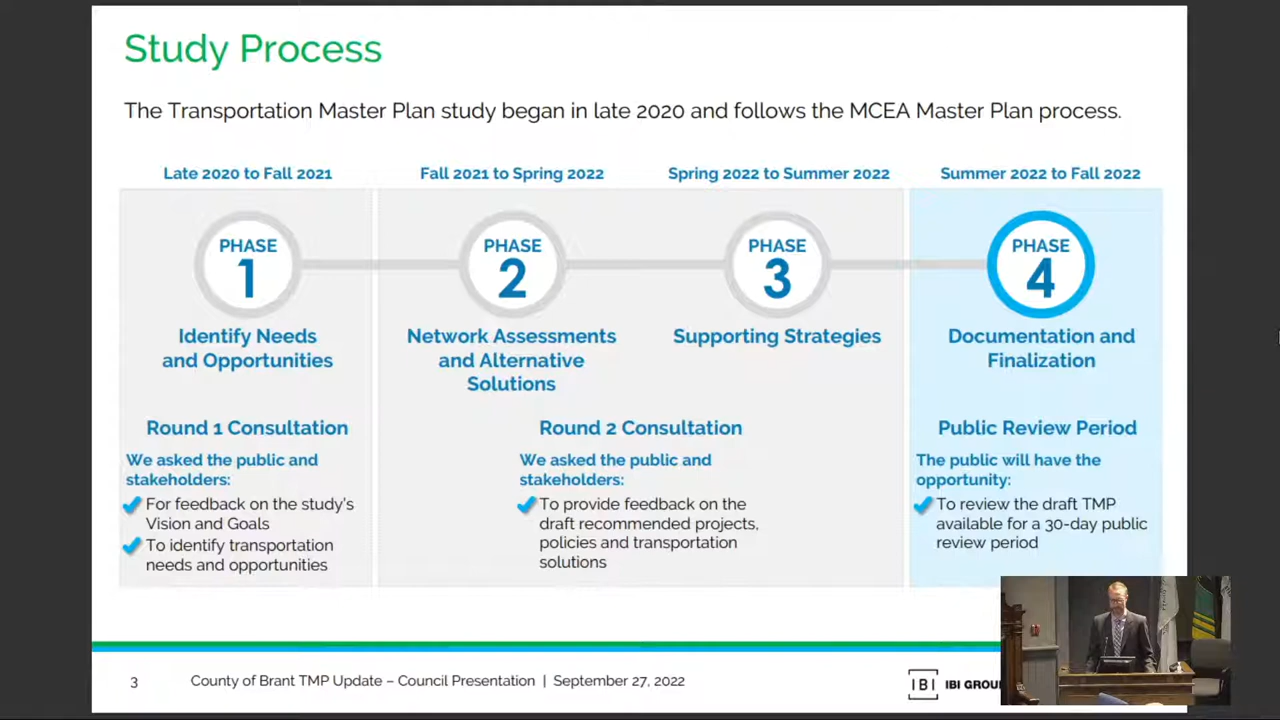 Study Process
The Transportation Master Plan study began in late 2020 and follows the MCEA Master Plan process.
Late 2020 to Fall 2021
Fall 2021 to Spring 2022
Spring 2022 to Summer 2022
Summer 2022 to Fall 2022
PHASE
1
PHASE
2
PHASE
3
PHASE
4
Identify Needs
and Opportunities
Network Assessments
and Alternative
Solutions
Supporting Strategies
Documentation and
Finalization
Round 1 Consultation
We asked the public and
stakeholders:
For feedback on the study's
Vision and Goals
To identify transportation
needs and opportunities
Round 2 Consultation
We asked the public and
stakeholders:
To provide feedback on the
draft recommended projects,
policies and transportation
solutions
Public Review Period
The public will have the
opportunity:
To review the draft TMP
available for a 30-day public
review period
3
County of Brant TMP Update – Council Presentation | September 27, 2022
IBI IBI